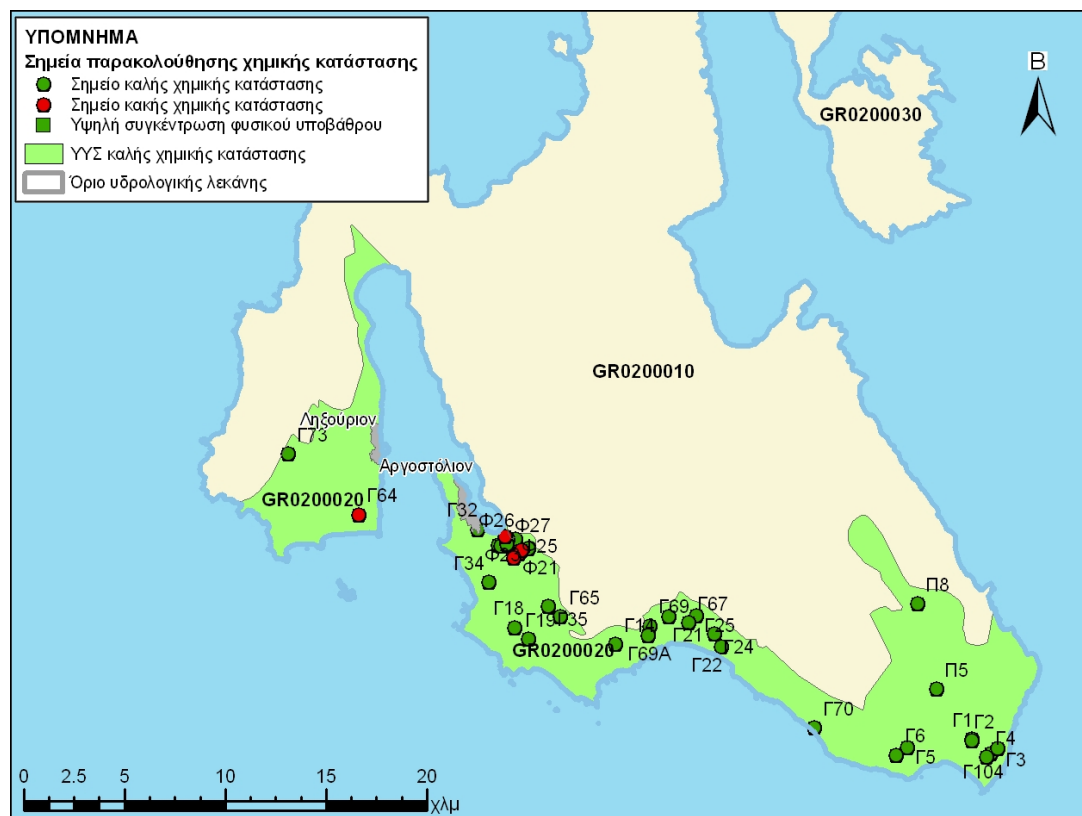 ΥΠΟΜΝΗΜΑ
Σημεία παρακολούθησης χημικής κατάστασης
Σημείο καλής χημικής κατάστασης
Σημείο κακής χημικής κατάστασης
Υψηλή συγκέντρωση φυσικού υποβάθρου
ΥΥΣ καλής χημικής κατάστασης
Όριο υδρολογικής λεκάνης
Β
GR0200030
GR0200010
Ληξούριον
Γ73
Αργοστόλιον
GR0200020
Γ64
Γ32
Φ26
Φ27
Φ25
Φ21
Γ34
Γ65
Γ35
Γ18
Γ19
GR0200020
Γ14
Γ69
Γ67
Γ21
Γ25
Γ69Α
Γ22
Γ24
Π8
Π5
Γ70
Γ1
Γ2
Γ6
Γ5
Γ4
Γ3
Γ104
0 2.5 5 10 15 20
χλμ